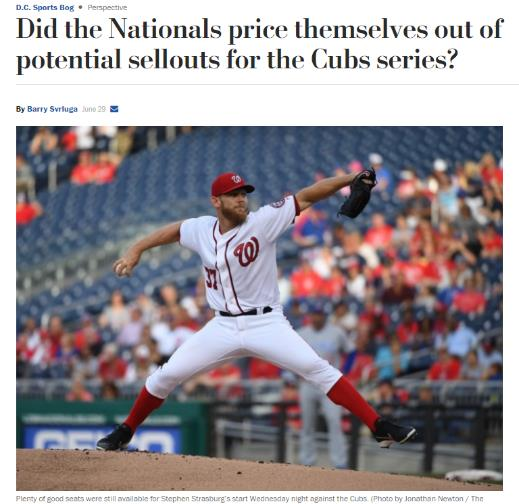 D.C. Sports Bog • Perspective
Did the Nationals price themselves out of
potential sellouts for the Cubs series?
By Barry Svrluga June 29
W
W
37
GEICO
Plenty of good seats were still available for Stephen Strasburg's start Wednesday night against the Cubs. (Photo by Jonathan Newton / The